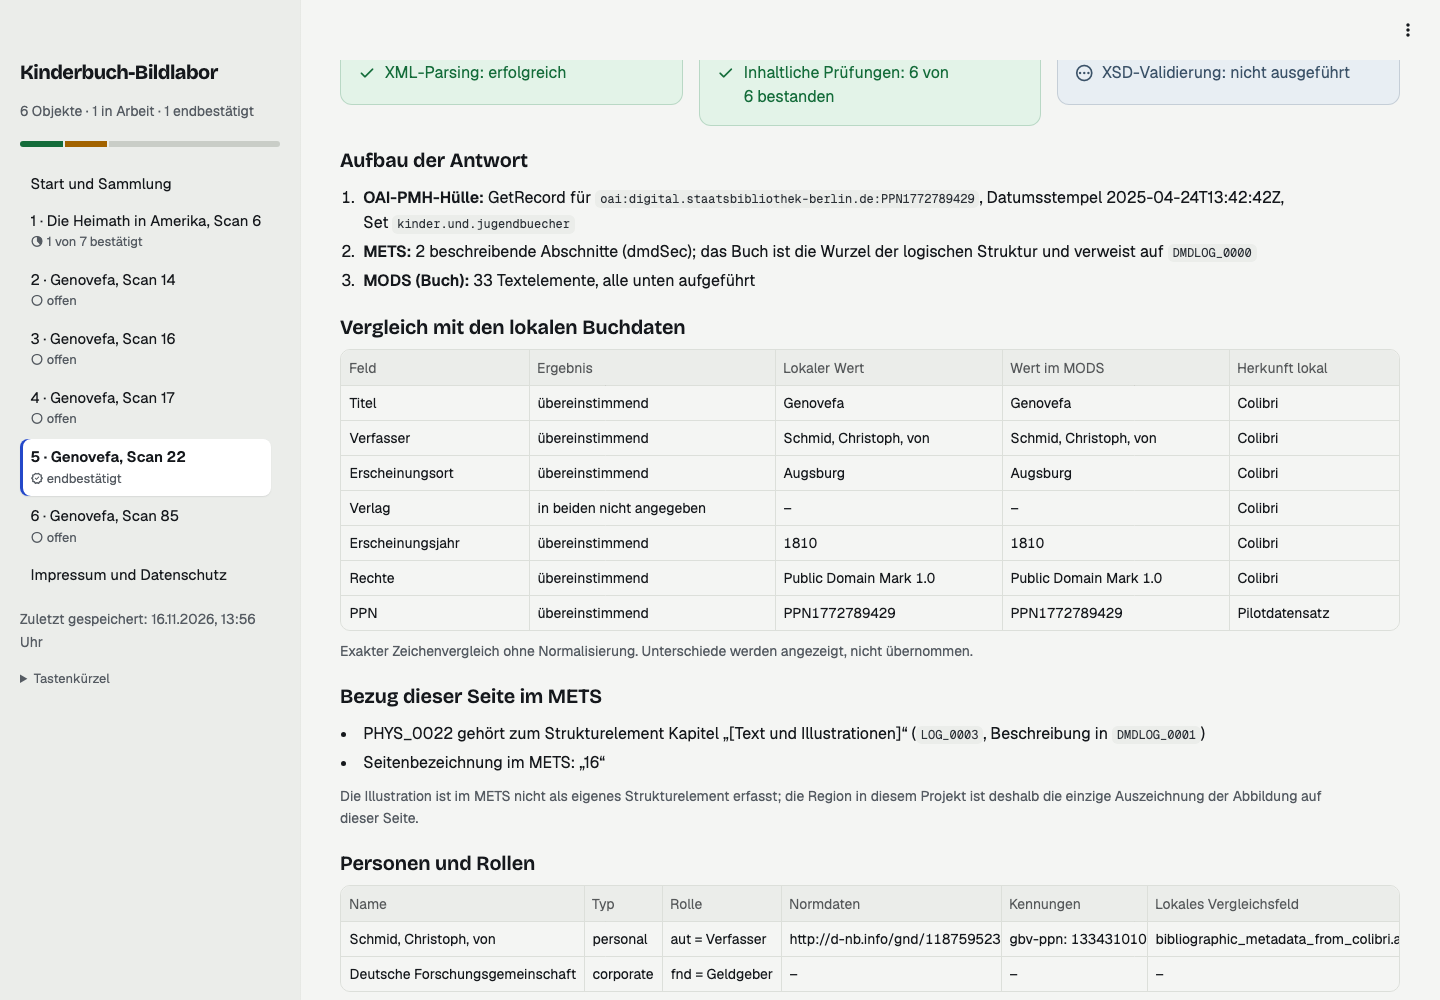 Kinderbuch-Bildlabor
6 Objekte · 1 in Arbeit · 1 endbestätigt
Start und Sammlung
1 · Die Heimath in Amerika, Scan 6
1 von 7 bestätigt
2 · Genovefa, Scan 14
offen
3 · Genovefa, Scan 16
offen
4 · Genovefa, Scan 17
offen
5 · Genovefa, Scan 22
endbestätigt
6 · Genovefa, Scan 85
offen
Impressum und Datenschutz
Zuletzt gespeichert: 16.11.2026, 13:56
Uhr
Tastenkürzel
XML-Parsing: erfolgreich
Inhaltliche Prüfungen: 6 von
6 bestanden
XSD-Validierung: nicht ausgeführt
Aufbau der Antwort
1. OAI-PMH-Hülle: GetRecord für oai:digital.staatsbibliothek-berlin.de:PPN1772789429, Datumsstempel 2025-04-24T13:42:42Z,
Set kinder.und.jugendbuecher
2. METS: 2 beschreibende Abschnitte (dmdSec); das Buch ist die Wurzel der logischen Struktur und verweist auf DMDLOG_0000
3. MODS (Buch): 33 Textelemente, alle unten aufgeführt
Vergleich mit den lokalen Buchdaten
Feld Ergebnis Lokaler Wert Wert im MODS Herkunft lokal
Titel übereinstimmend Genovefa Genovefa Colibri
Verfasser übereinstimmend Schmid, Christoph, von Schmid, Christoph, von Colibri
Erscheinungsort übereinstimmend Augsburg Augsburg Colibri
Verlag in beiden nicht angegeben – – Colibri
Erscheinungsjahr übereinstimmend 1810 1810 Colibri
Rechte übereinstimmend Public Domain Mark 1.0 Public Domain Mark 1.0 Colibri
PPN übereinstimmend PPN1772789429 PPN1772789429 Pilotdatensatz
Exakter Zeichenvergleich ohne Normalisierung. Unterschiede werden angezeigt, nicht übernommen.
Bezug dieser Seite im METS
• PHYS_0022 gehört zum Strukturelement Kapitel „[Text und Illustrationen]“ (LOG_0003, Beschreibung in DMDLOG_0001)
• Seitenbezeichnung im METS: „16“
Die Illustration ist im METS nicht als eigenes Strukturelement erfasst; die Region in diesem Projekt ist deshalb die einzige Auszeichnung der Abbildung auf
dieser Seite.
Personen und Rollen
Name Typ Rolle Normdaten Kennungen Lokales Vergleichsfeld
Schmid, Christoph, von personal aut = Verfasser http://d-nb.info/gnd/118759523 gbv-ppn: 133431010 bibliographic_metadata_from_colibri.a
Deutsche Forschungsgemeinschaft corporate fnd = Geldgeber – – –